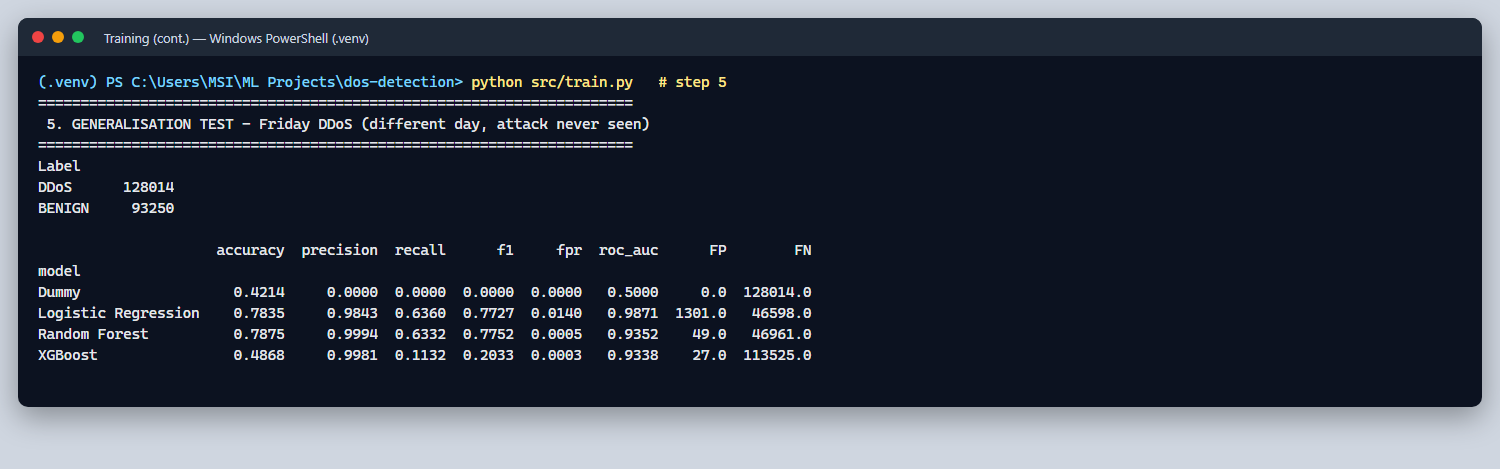 Training (cont.) — Windows PowerShell (.venv)
(.venv) PS C:\Users\MSI\ML Projects\dos-detection> python src/train.py   # step 5
======================================================================
 5. GENERALISATION TEST - Friday DDoS (different day, attack never seen)
======================================================================
Label
DDoS      128014
BENIGN     93250
                     accuracy  precision  recall      f1     fpr  roc_auc      FP        FN
model
Dummy                  0.4214     0.0000  0.0000  0.0000  0.0000   0.5000     0.0  128014.0
Logistic Regression    0.7835     0.9843  0.6360  0.7727  0.0140   0.9871  1301.0   46598.0
Random Forest          0.7875     0.9994  0.6332  0.7752  0.0005   0.9352    49.0   46961.0
XGBoost                0.4868     0.9981  0.1132  0.2033  0.0003   0.9338    27.0  113525.0